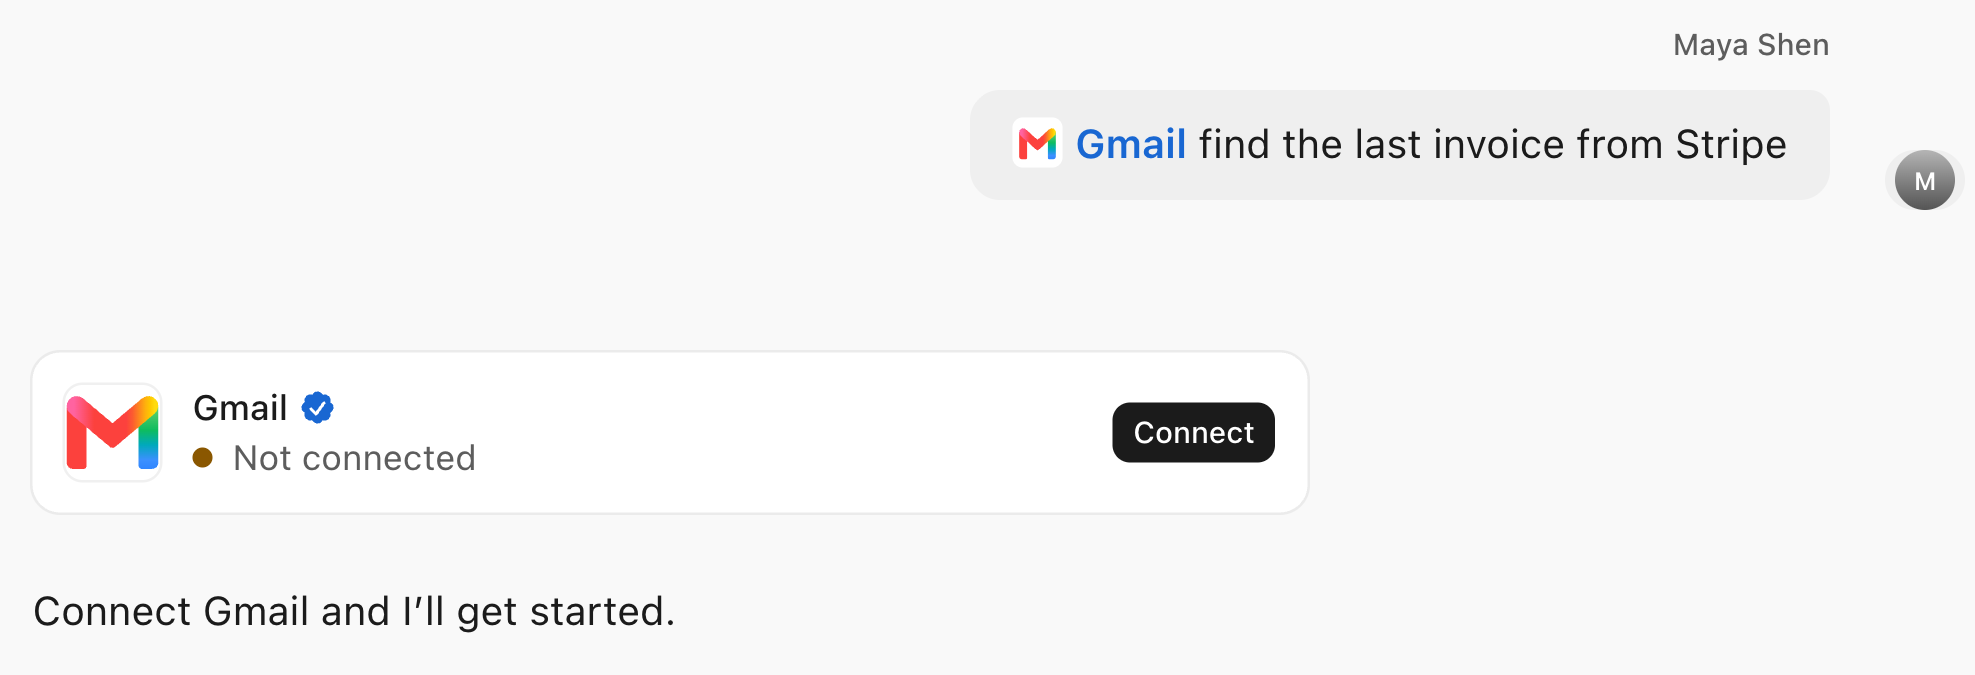 Maya Shen
Gmail find the last invoice from Stripe
M
Gmail
Not connected
Connect
Connect Gmail and I’ll get started.